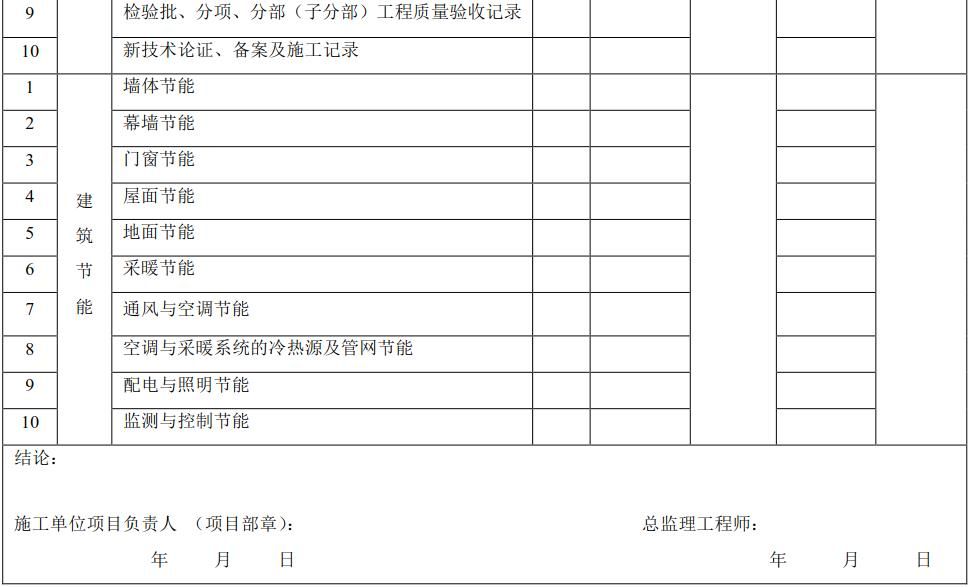 9 检验批、分项、分部（子分部）工程质量验收记录
10 新技术论证、备案及施工记录
建筑节能
1 墙体节能
2 幕墙节能
3 门窗节能
4 屋面节能
5 地面节能
6 采暖节能
7 通风与空调节能
8 空调与采暖系统的冷热源及管网节能
9 配电与照明节能
10 监测与控制节能
结论：
施工单位项目负责人 （项目部章）： 总监理工程师：
年 月 日 年 月 日